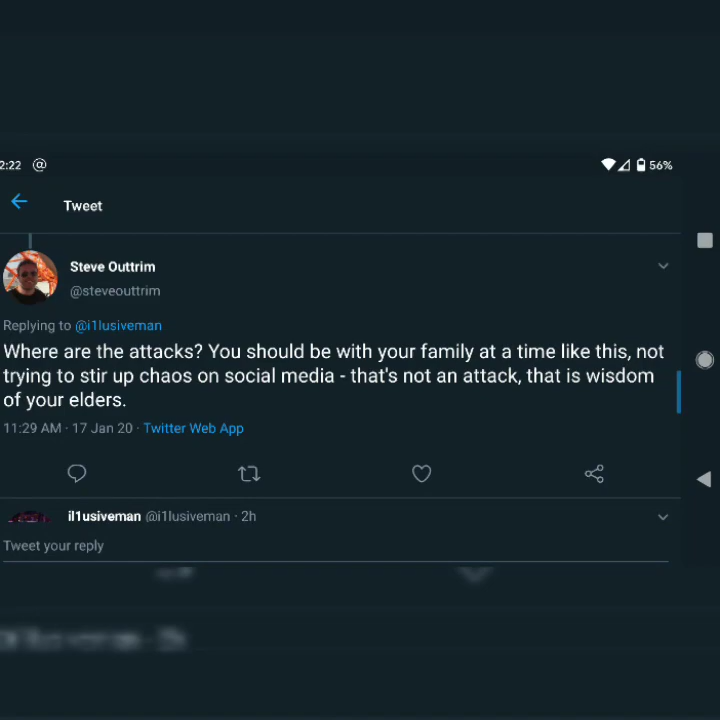 2:22 @ 56%
Tweet
Steve Outtrim
@steveouttrim
Replying to @i1lusiveman
Where are the attacks? You should be with your family at a time like this, not
trying to stir up chaos on social media - that's not an attack, that is wisdom
of your elders.
11:29 AM · 17 Jan 20 · Twitter Web App
il1usiveman @i1lusiveman · 2h
Tweet your reply